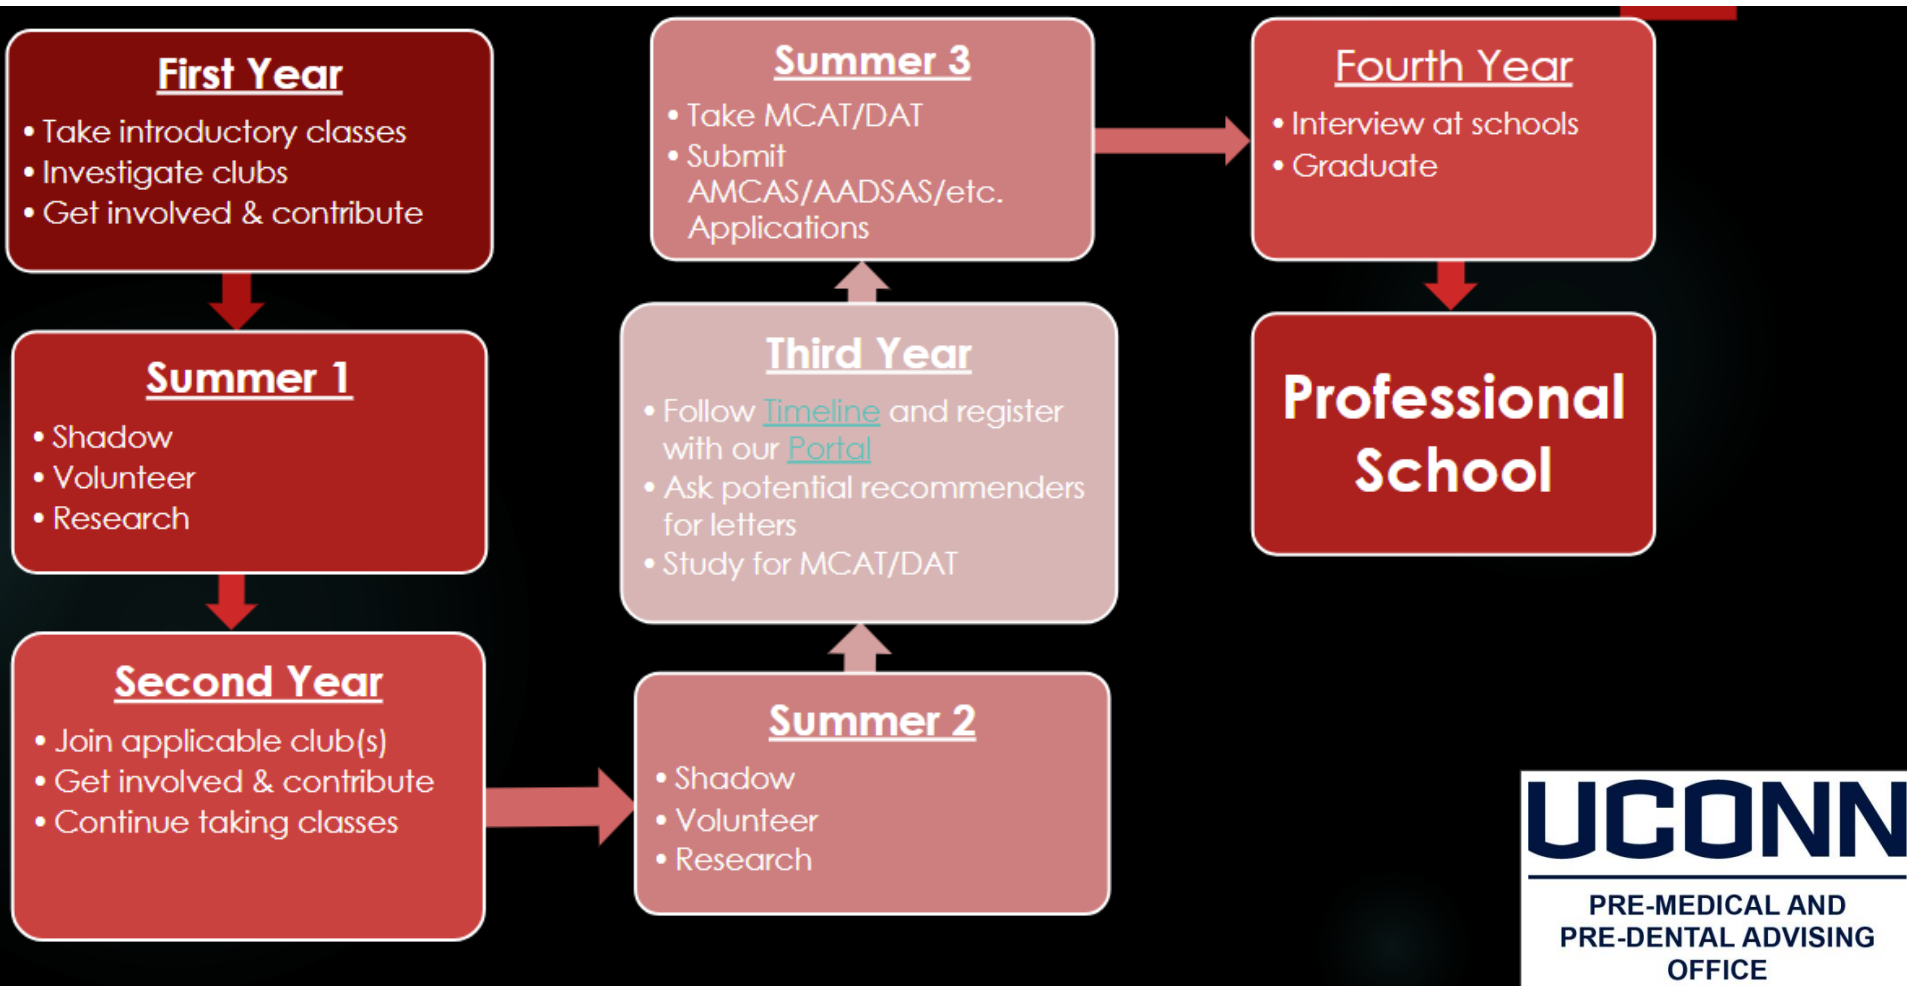 First Year
• Take introductory classes
• Investigate clubs
• Get involved & contribute
Summer 1
• Shadow
• Volunteer
• Research
Second Year
• Join applicable club(s)
• Get involved & contribute
• Continue taking classes
Summer 2
• Shadow
• Volunteer
• Research
Third Year
• Follow Timeline and register
with our Portal
• Ask potential recommenders
for letters
• Study for MCAT/DAT
Summer 3
• Take MCAT/DAT
• Submit
AMCAS/AADSAS/etc.
Applications
Fourth Year
• Interview at schools
• Graduate
Professional
School
UCONN
PRE-MEDICAL AND
PRE-DENTAL ADVISING
OFFICE